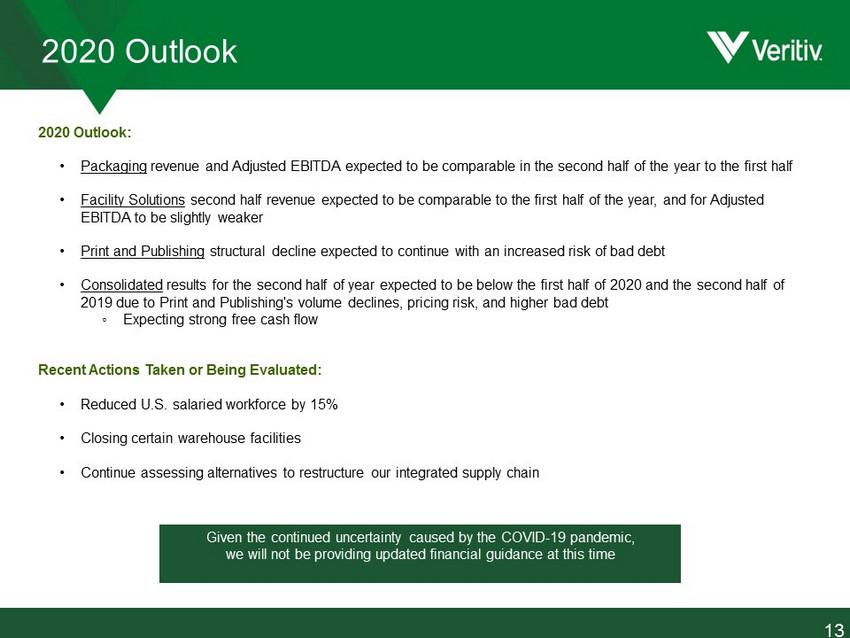 2020 Outlook
Veritiv.
2020 Outlook:
• Packaging revenue and Adjusted EBITDA expected to be comparable in the second half of the year to the first half
• Facility Solutions second half revenue expected to be comparable to the first half of the year, and for Adjusted
EBITDA to be slightly weaker
• Print and Publishing structural decline expected to continue with an increased risk of bad debt
• Consolidated results for the second half of year expected to be below the first half of 2020 and the second half of
2019 due to Print and Publishing's volume declines, pricing risk, and higher bad debt
◦ Expecting strong free cash flow
Recent Actions Taken or Being Evaluated:
• Reduced U.S. salaried workforce by 15%
• Closing certain warehouse facilities
• Continue assessing alternatives to restructure our integrated supply chain
Given the continued uncertainty caused by the COVID-19 pandemic,
we will not be providing updated financial guidance at this time
13